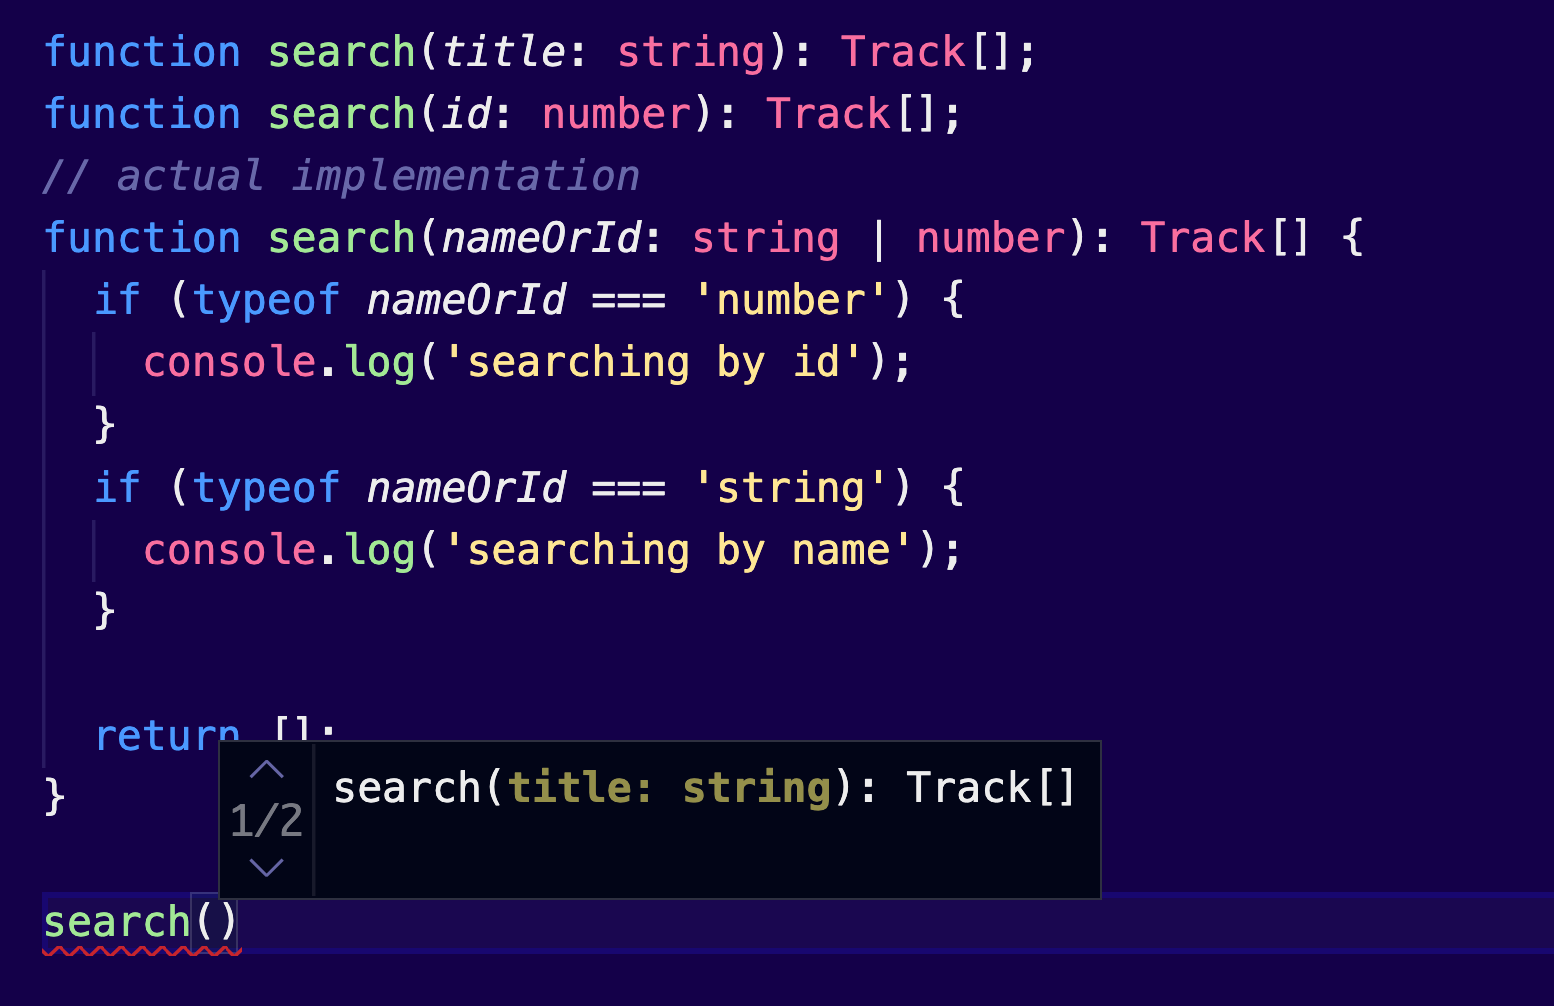 function search(title: string): Track[];
function search(id: number): Track[];
// actual implementation
function search(nameOrId: string | number): Track[] {
  if (typeof nameOrId === 'number') {
    console.log('searching by id');
  }
  if (typeof nameOrId === 'string') {
    console.log('searching by name');
  }
  return [];
}
1/2
search(title: string): Track[]
search()